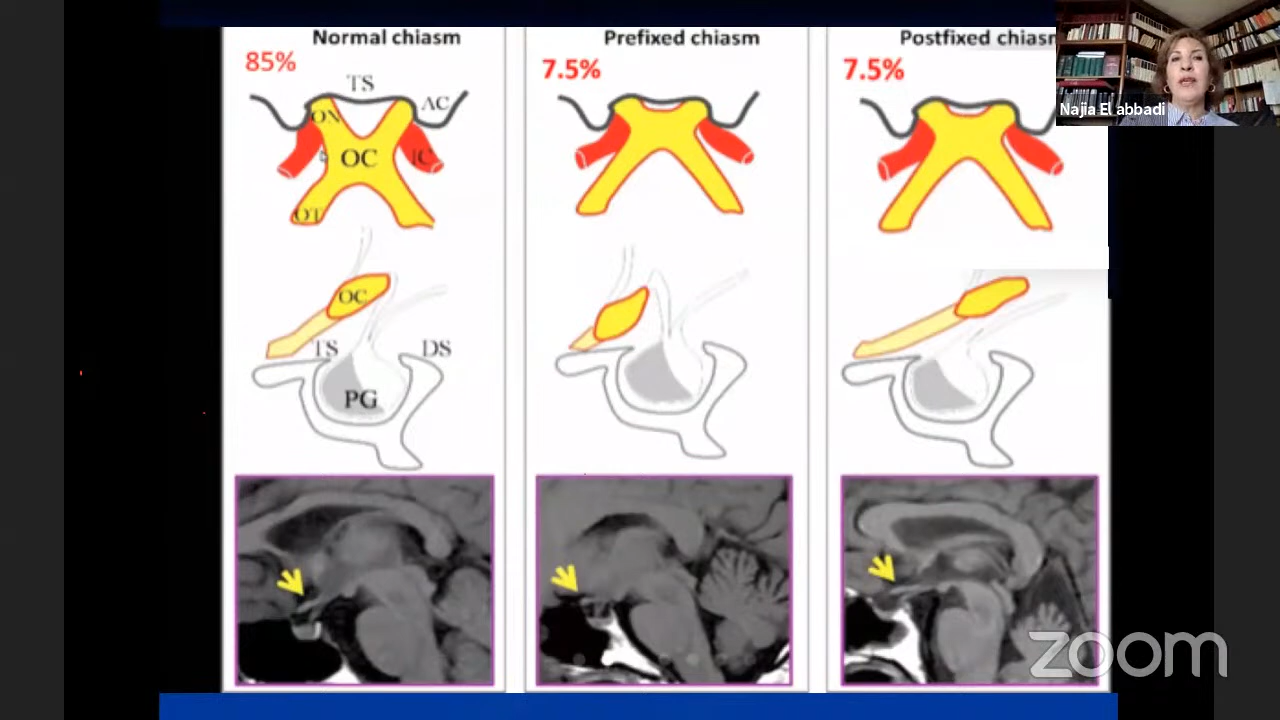 Normal chiasm
85%
TS
AC
ON
OC
IC
OT
OC
TS
DS
PG
Prefixed chiasm
7.5%
Postfixed chiasm
7.5%
Najia El abbadi
zoom